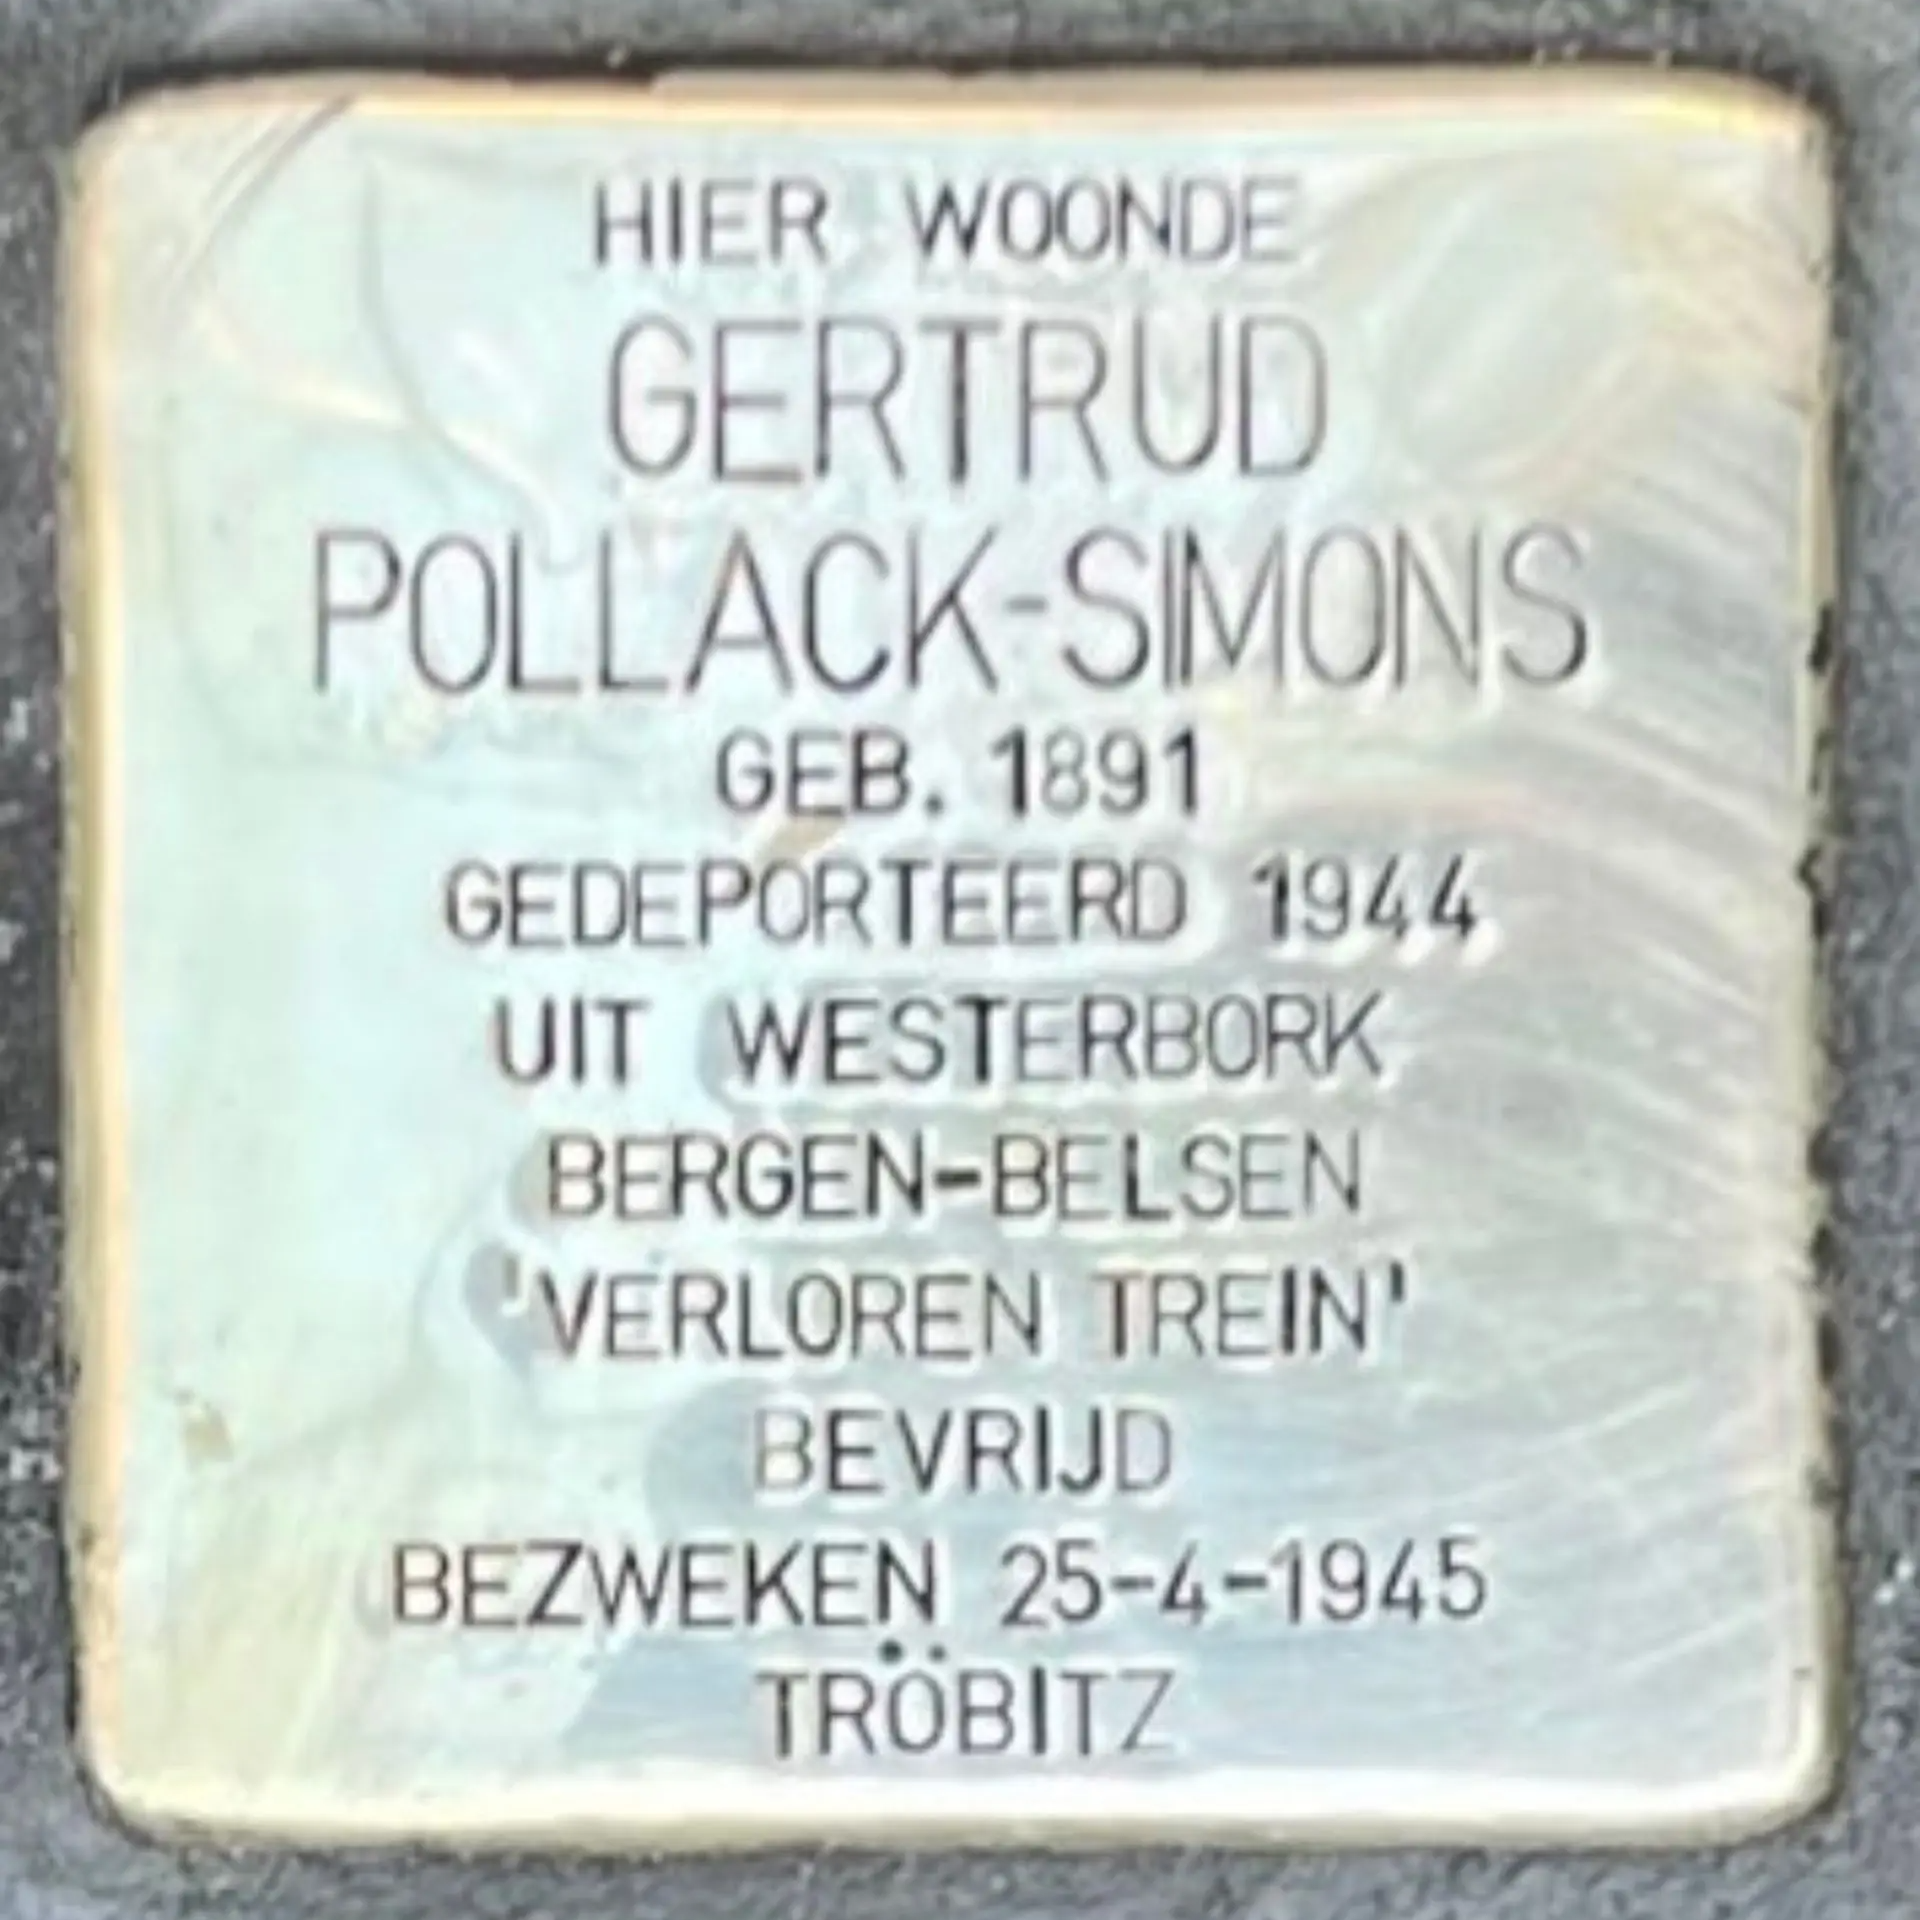 HIER WOONDE
GERTRUD
POLLACK-SIMONS
GEB. 1891
GEDEPORTEERD 1944
UIT WESTERBORK
BERGEN-BELSEN
'VERLOREN TREIN'
BEVRIJD
BEZWEKEN 25-4-1945
TRÖBITZ